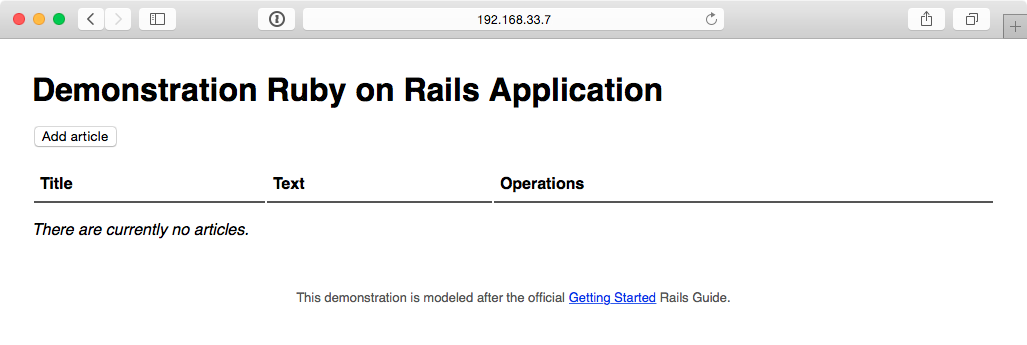 192.168.33.7
Demonstration Ruby on Rails Application
Add article
Title Text Operations
There are currently no articles.
This demonstration is modeled after the official Getting Started Rails Guide.